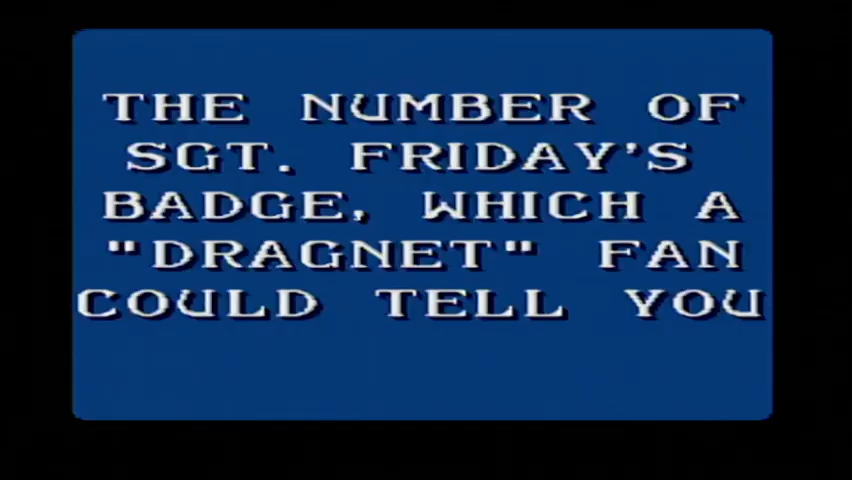 THE NUMBER OF
SGT. FRIDAY'S
BADGE, WHICH A
"DRAGNET" FAN
COULD TELL YOU